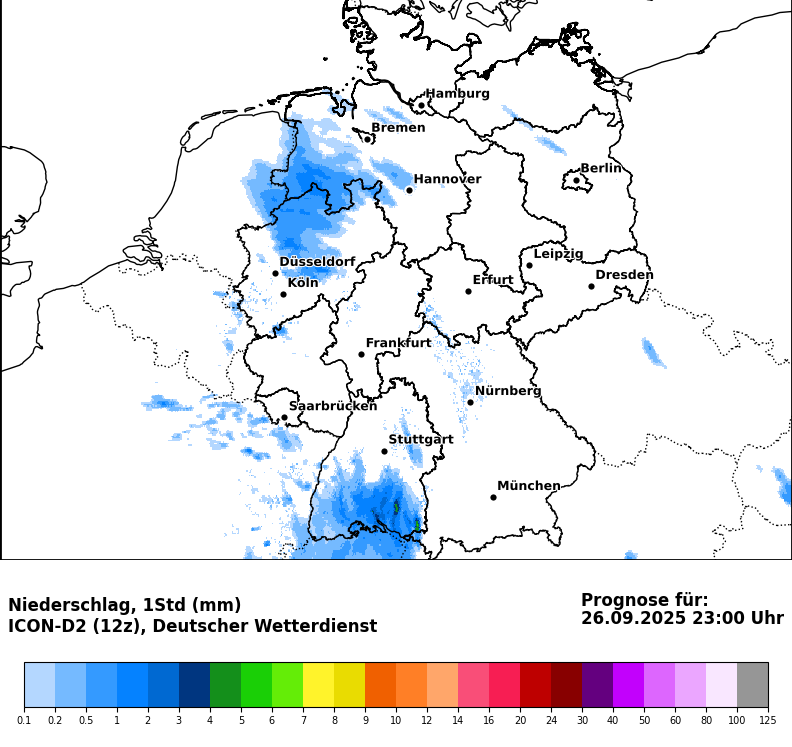 Hamburg
Bremen
Berlin
Hannover
Leipzig
Düsseldorf
Dresden
Köln
Erfurt
Frankfurt
Nürnberg
Saarbrücken
Stuttgart
München
Niederschlag, 1Std (mm)
ICON-D2 (12z), Deutscher Wetterdienst
Prognose für:
26.09.2025 23:00 Uhr
0.1 0.2 0.5 1 2 3 4 5 6 7 8 9 10 12 14 16 20 24 30 40 50 60 80 100 125